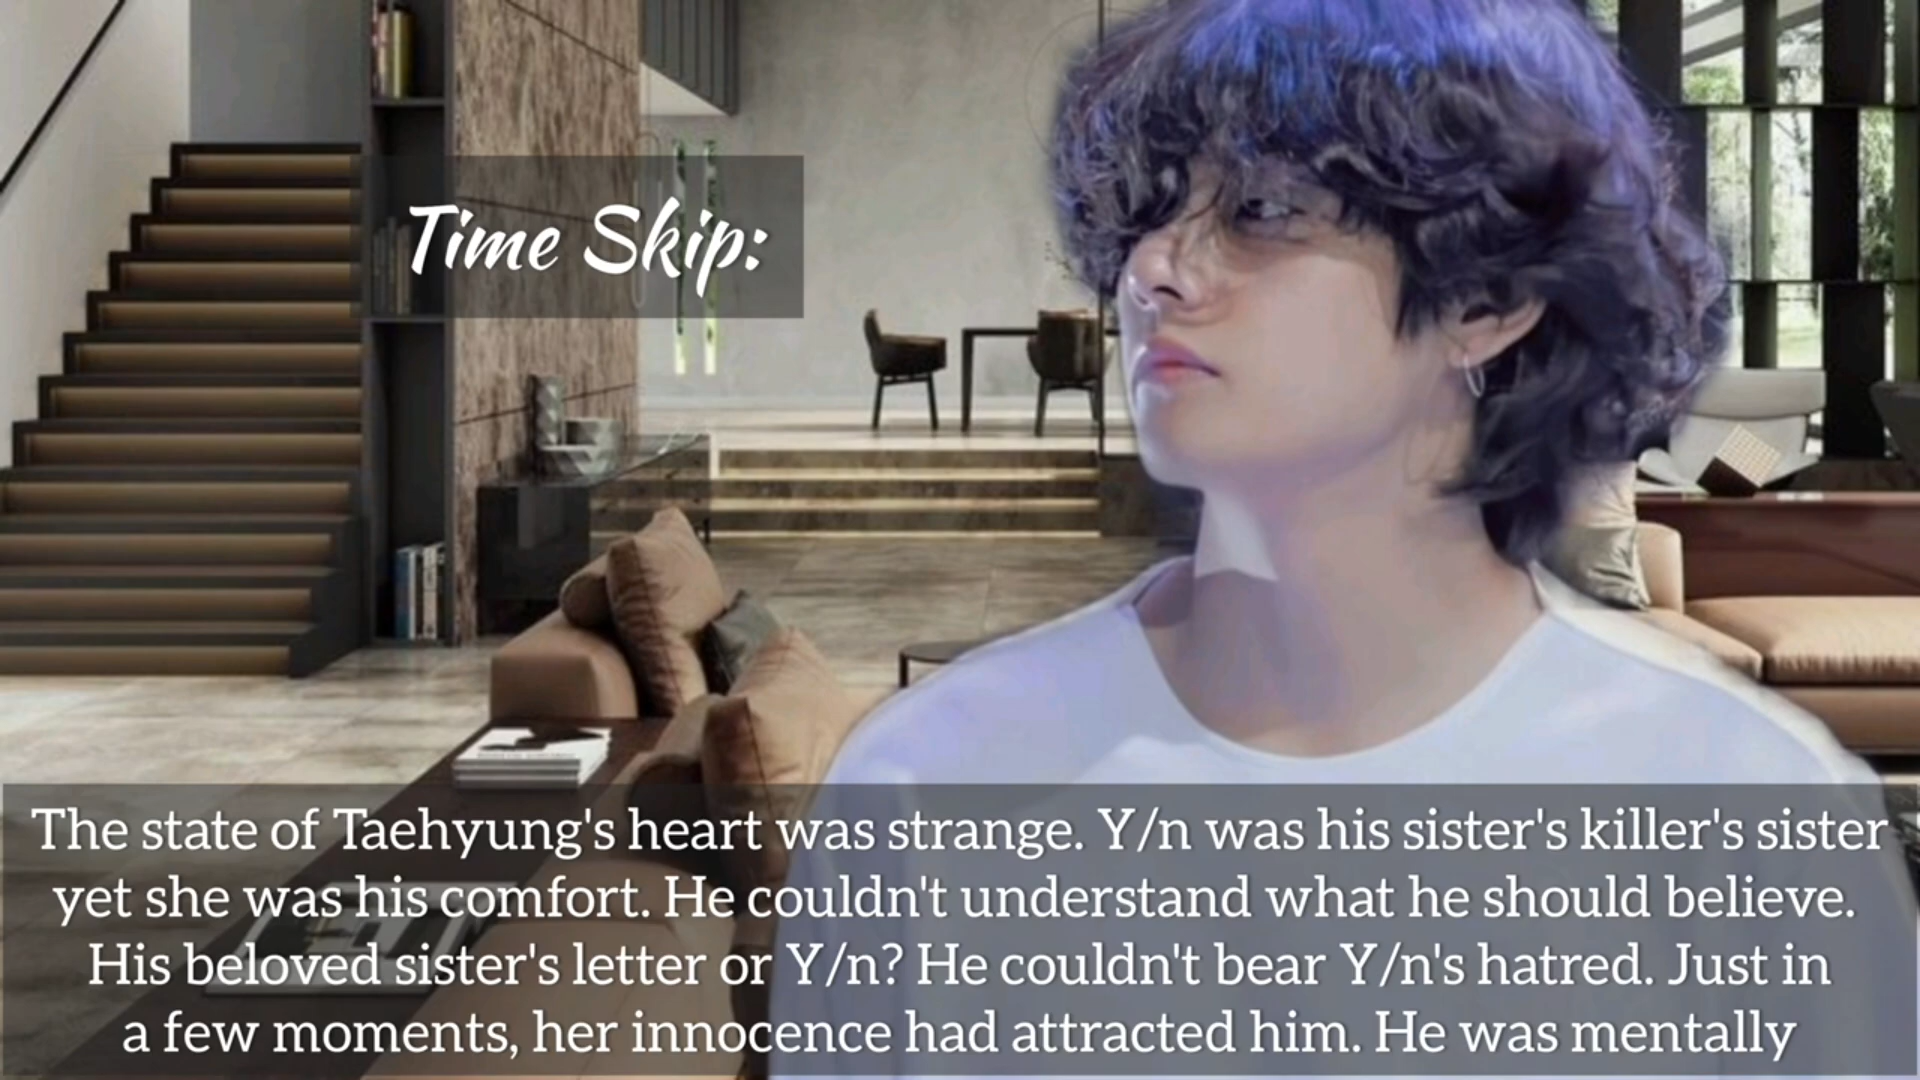 Time Skip:
The state of Taehyung's heart was strange. Y/n was his sister's killer's sister
yet she was his comfort. He couldn't understand what he should believe.
His beloved sister's letter or Y/n? He couldn't bear Y/n's hatred. Just in
a few moments, her innocence had attracted him. He was mentally